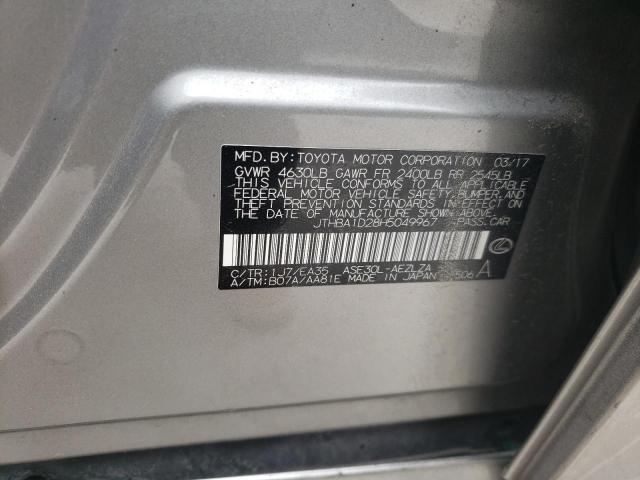 MFD. BY: TOYOTA MOTOR CORPORATION 03/17
GVWR 4630LB GAWR FR 2400LB RR 2545LB
THIS VEHICLE CONFORMS TO ALL APPLICABLE
FEDERAL MOTOR VEHICLE SAFETY, BUMPER, AND
THEFT PREVENTION STANDARDS IN EFFECT ON
THE DATE OF MANUFACTURE SHOWN ABOVE.
JTHBA1D28H5049967 PASS.CAR
C/TR: 1J7/EA35 ASE30L-AEZLZA
A/TM: B07A/AA81E MADE IN JAPAN 506 A